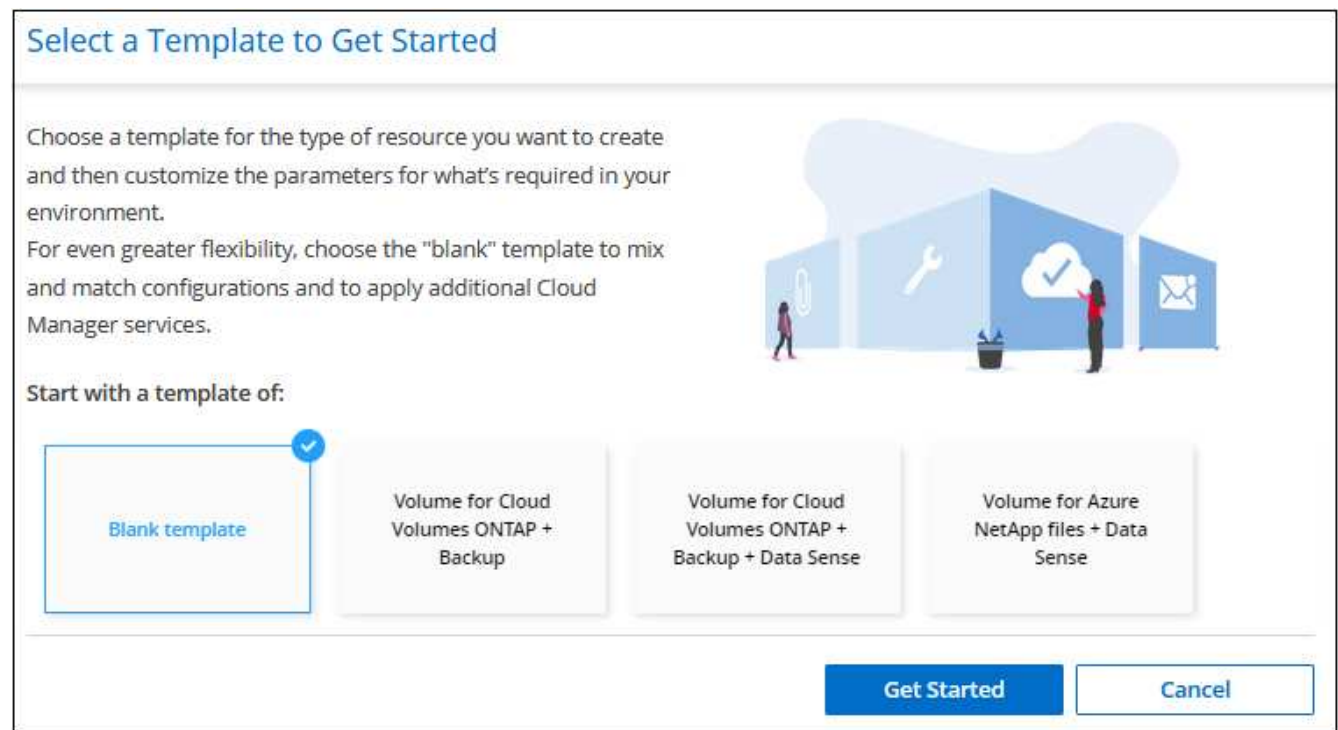 Select a Template to Get Started
Choose a template for the type of resource you want to create
and then customize the parameters for what's required in your
environment.
For even greater flexibility, choose the "blank" template to mix
and match configurations and to apply additional Cloud
Manager services.
Start with a template of:
Blank template
Volume for Cloud
Volumes ONTAP +
Backup
Volume for Cloud
Volumes ONTAP +
Backup + Data Sense
Volume for Azure
NetApp files + Data
Sense
Get Started
Cancel